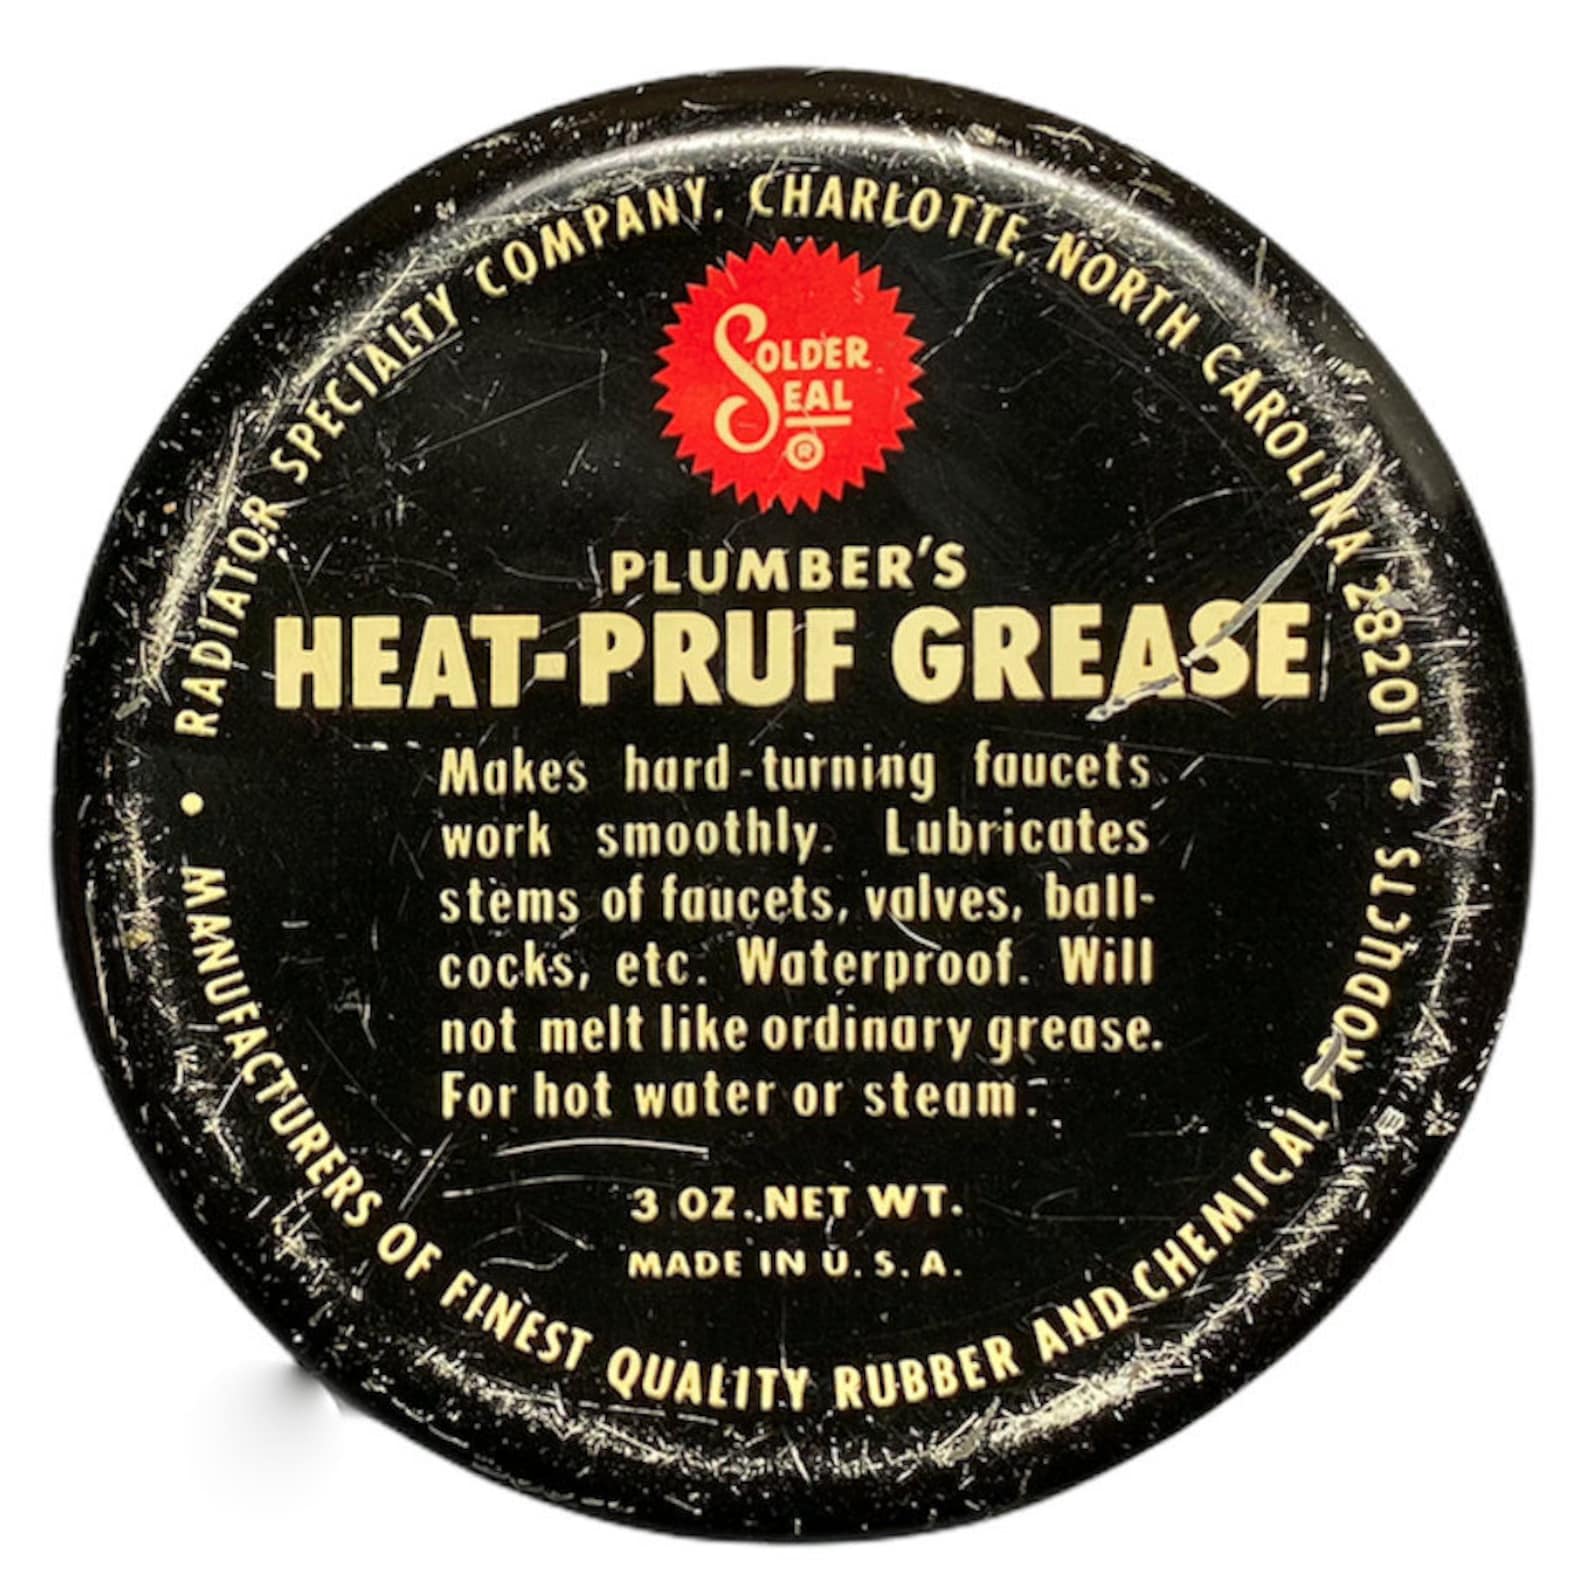 RADIATOR SPECIALTY COMPANY, CHARLOTTE, NORTH CAROLINA 28201
SOLDER
SEAL
®
PLUMBER'S
HEAT-PRUF GREASE
Makes hard-turning faucets
work smoothly. Lubricates
stems of faucets, valves, ball-
cocks, etc. Waterproof. Will
not melt like ordinary grease.
For hot water or steam.
3 OZ. NET WT.
MADE IN U.S.A.
• MANUFACTURERS OF FINEST QUALITY RUBBER AND CHEMICAL PRODUCTS •